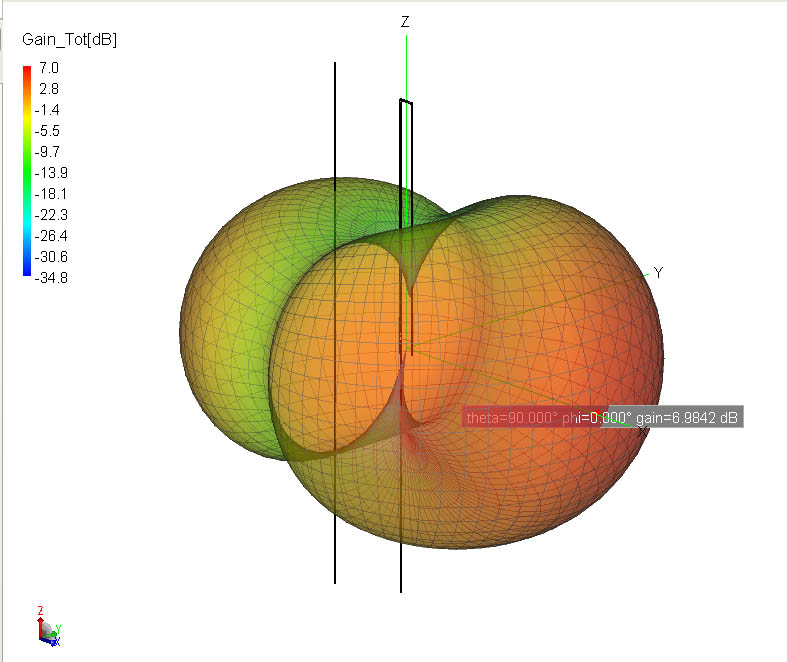 Z
Gain_Tot[dB]
7.0
2.8
-1.4
-5.5
-9.7
-13.9
-18.1
-22.3
-26.4
-30.6
-34.8
Y
theta=90.000° phi=0.000° gain=6.9842 dB
X
Z
Y
X